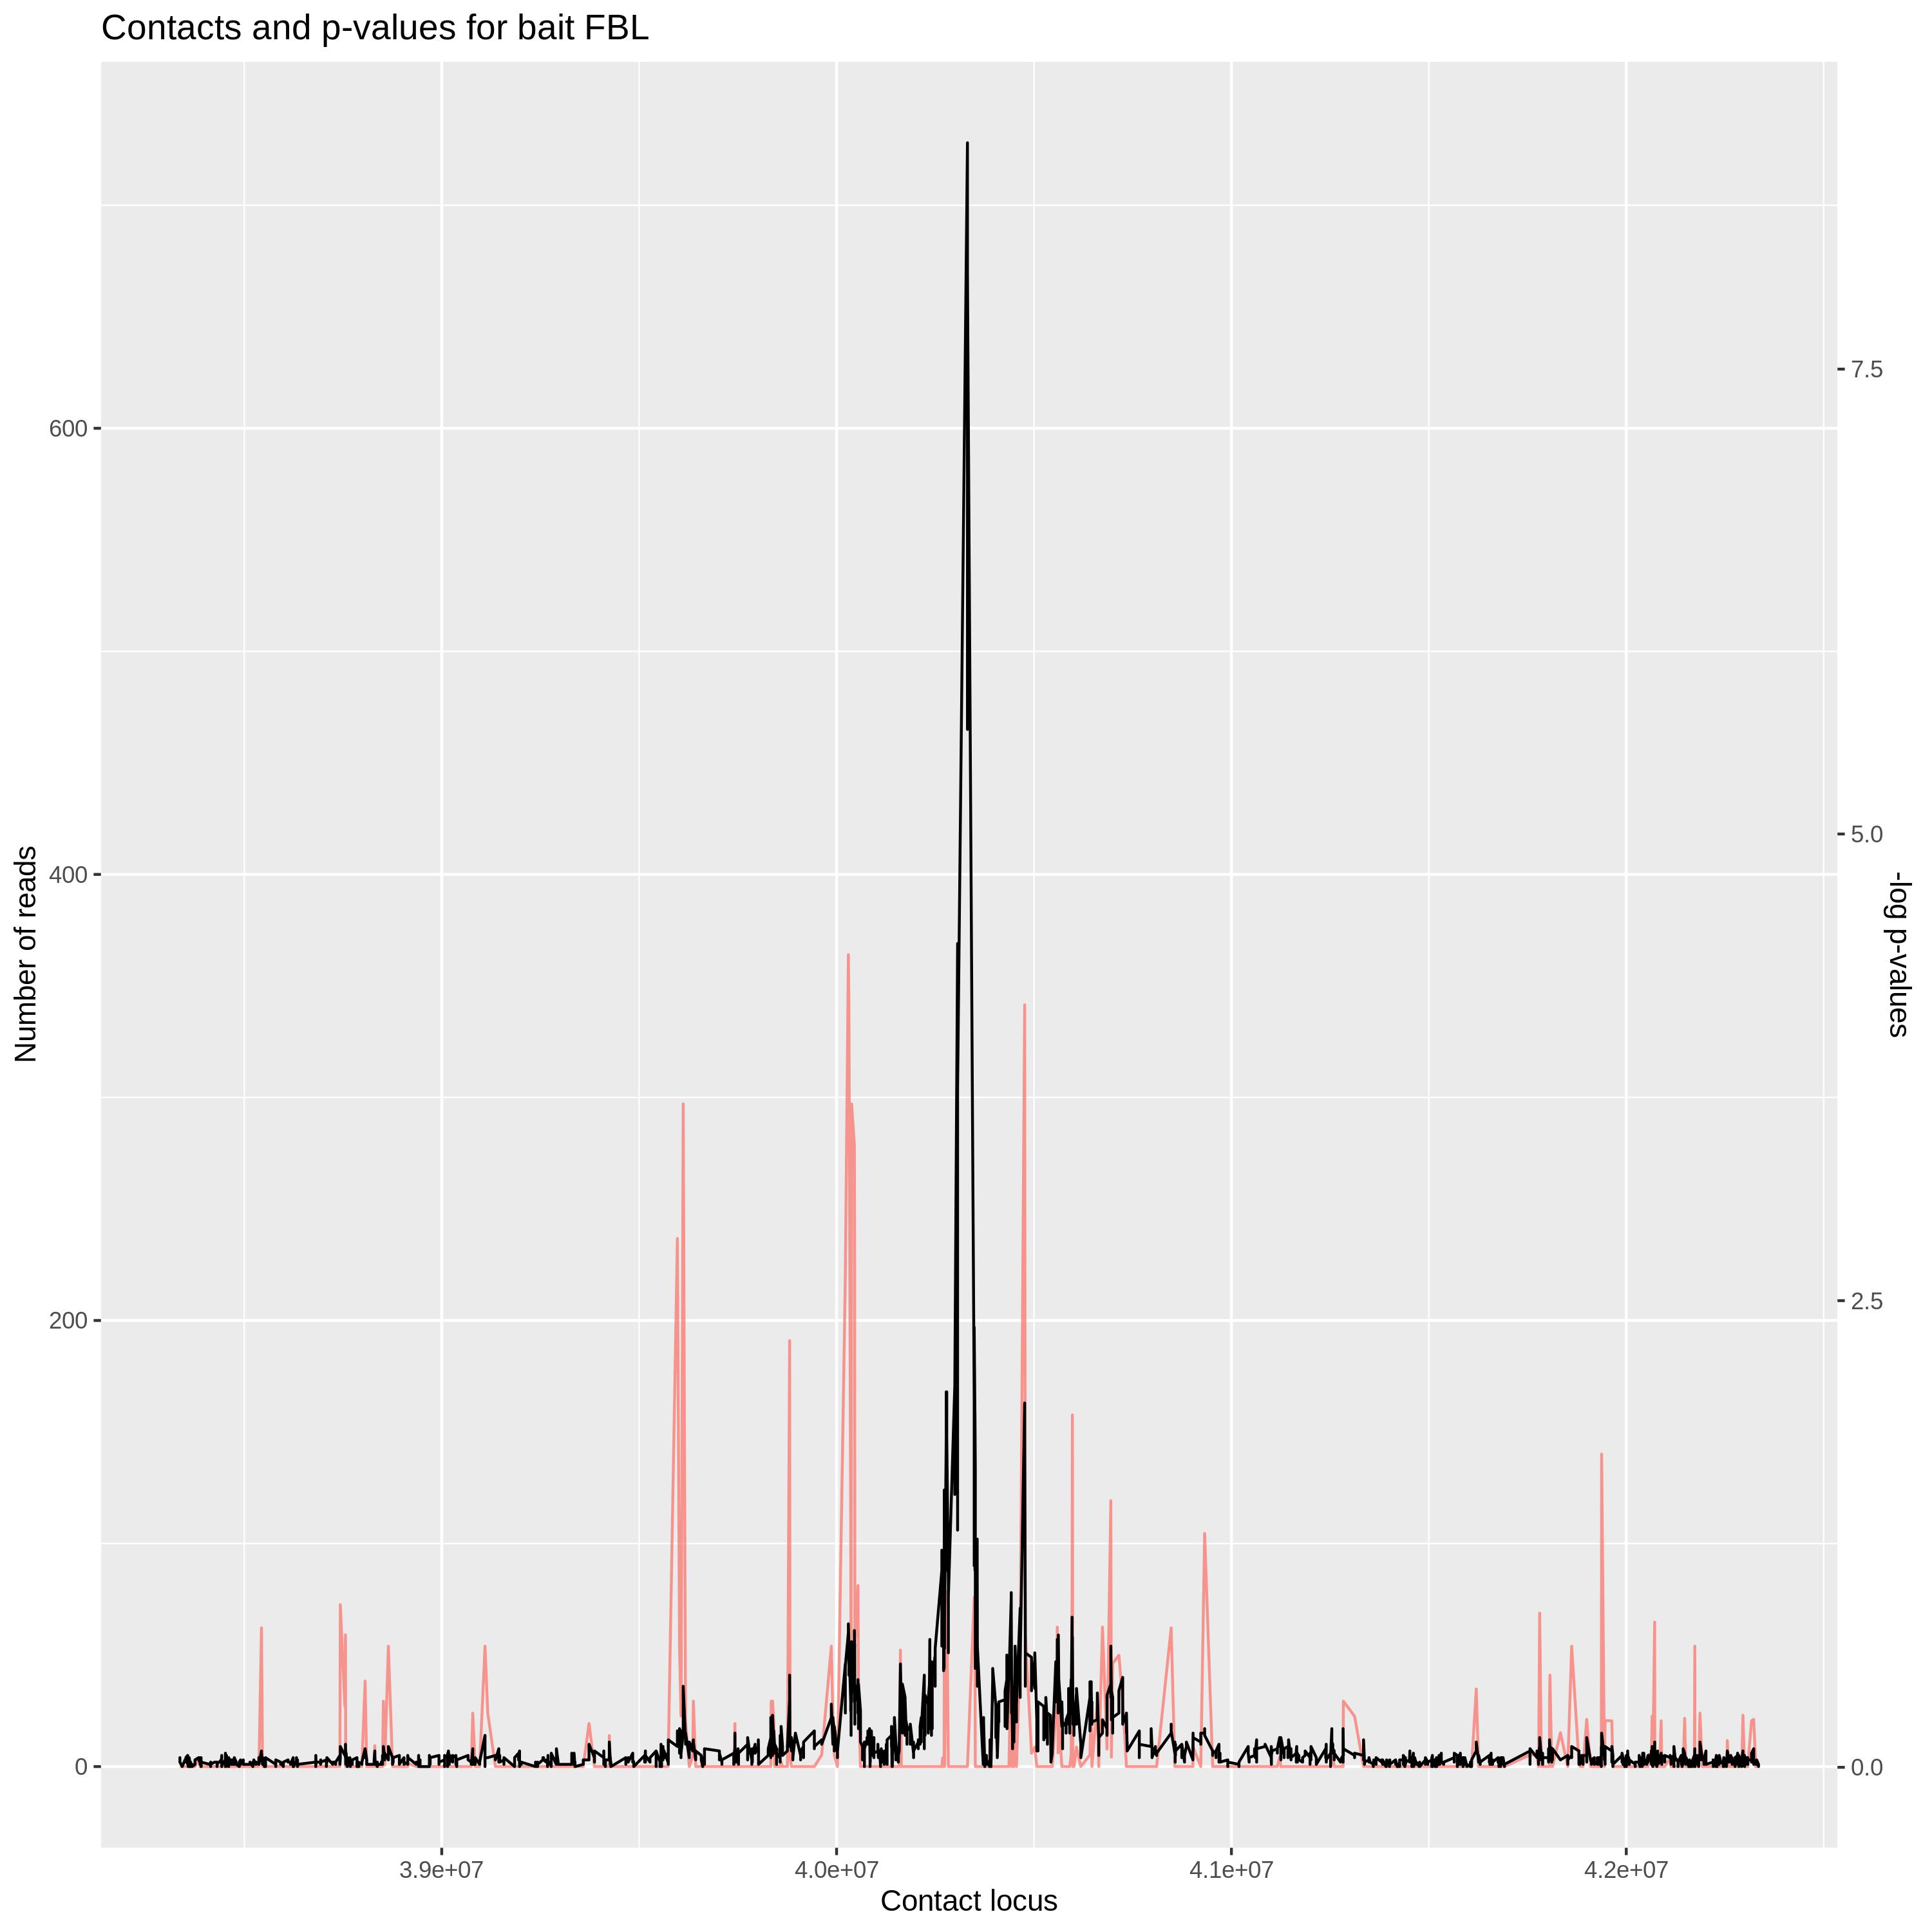 Contacts and p-values for bait FBL
Number of reads
600
400
200
0
7.5
5.0
2.5
0.0
-log p-values
3.9e+07 4.0e+07 4.1e+07 4.2e+07
Contact locus